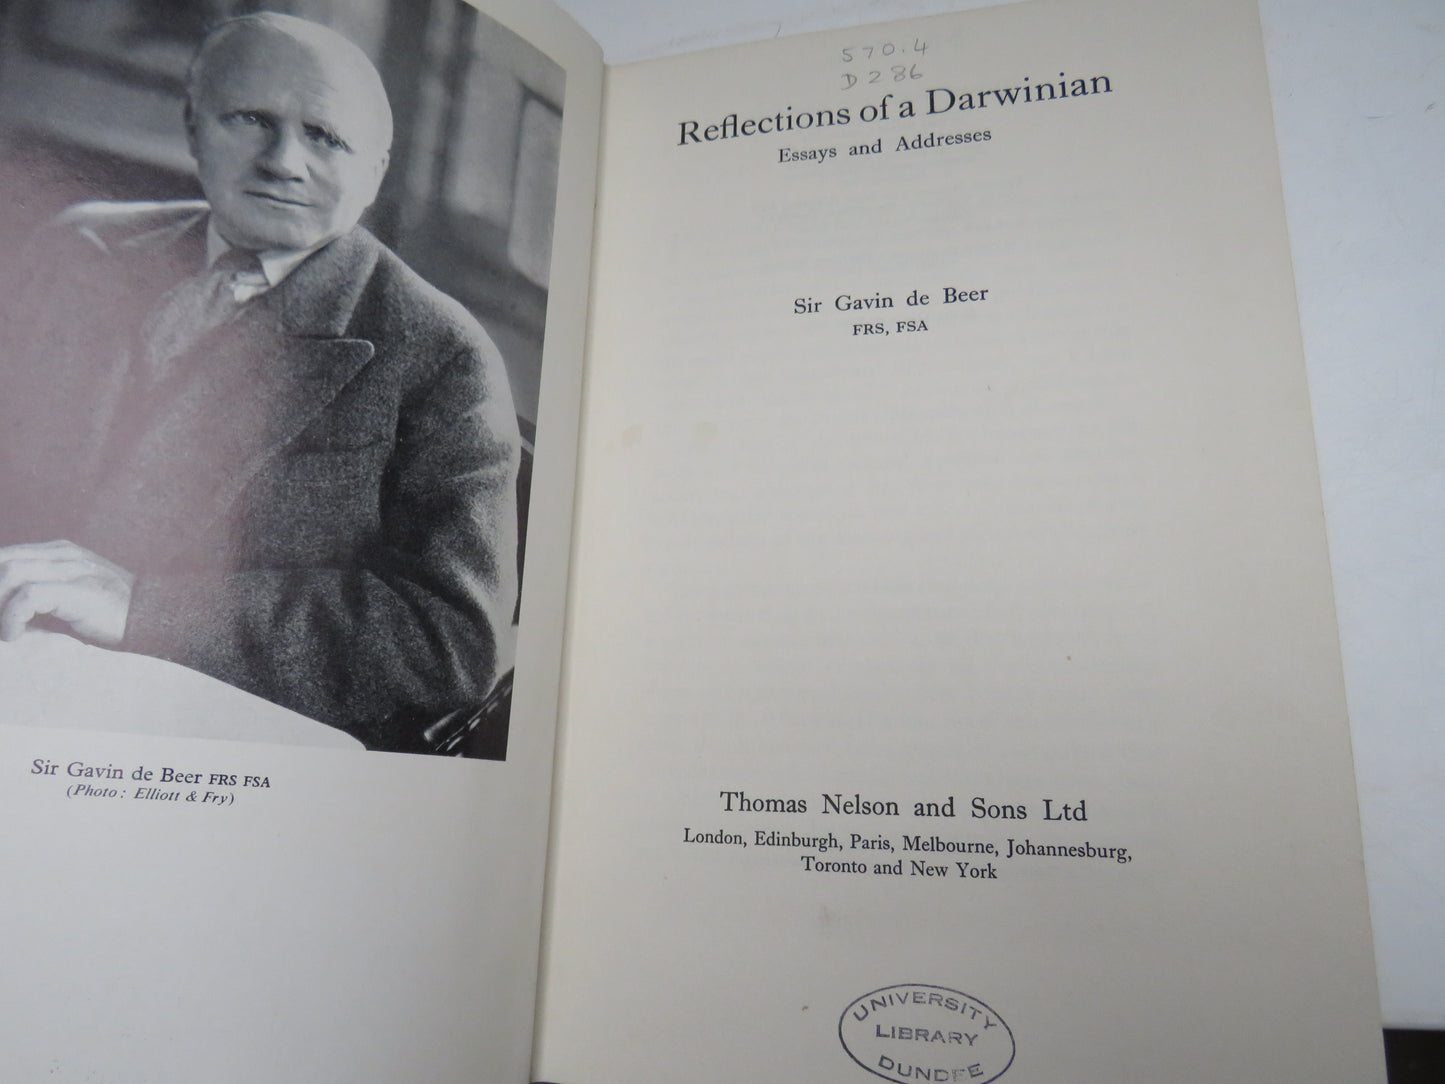 Sir Gavin de Beer FRS FSA
(Photo: Elliott & Fry)
570.4
D286
Reflections of a Darwinian
Essays and Addresses
Sir Gavin de Beer
FRS, FSA
Thomas Nelson and Sons Ltd
London, Edinburgh, Paris, Melbourne, Johannesburg,
Toronto and New York
UNIVERSITY
LIBRARY
DUNDEE